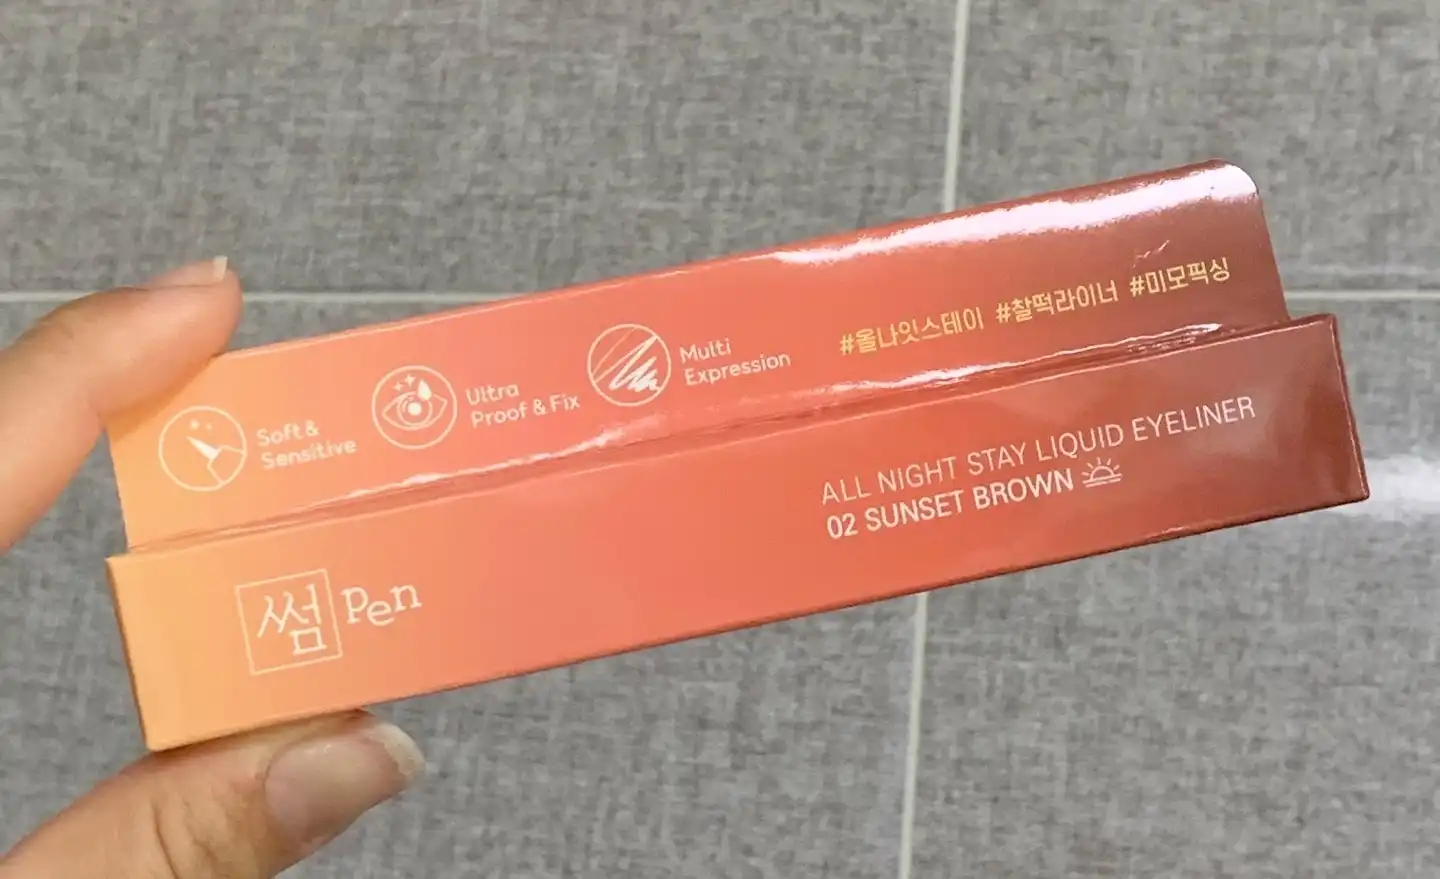 Soft &
Sensitive
Ultra
Proof & Fix
Multi
Expression
#올나잇스테이 #찰떡라이너 #미모픽싱
썸 Pen
ALL NIGHT STAY LIQUID EYELINER
02 SUNSET BROWN